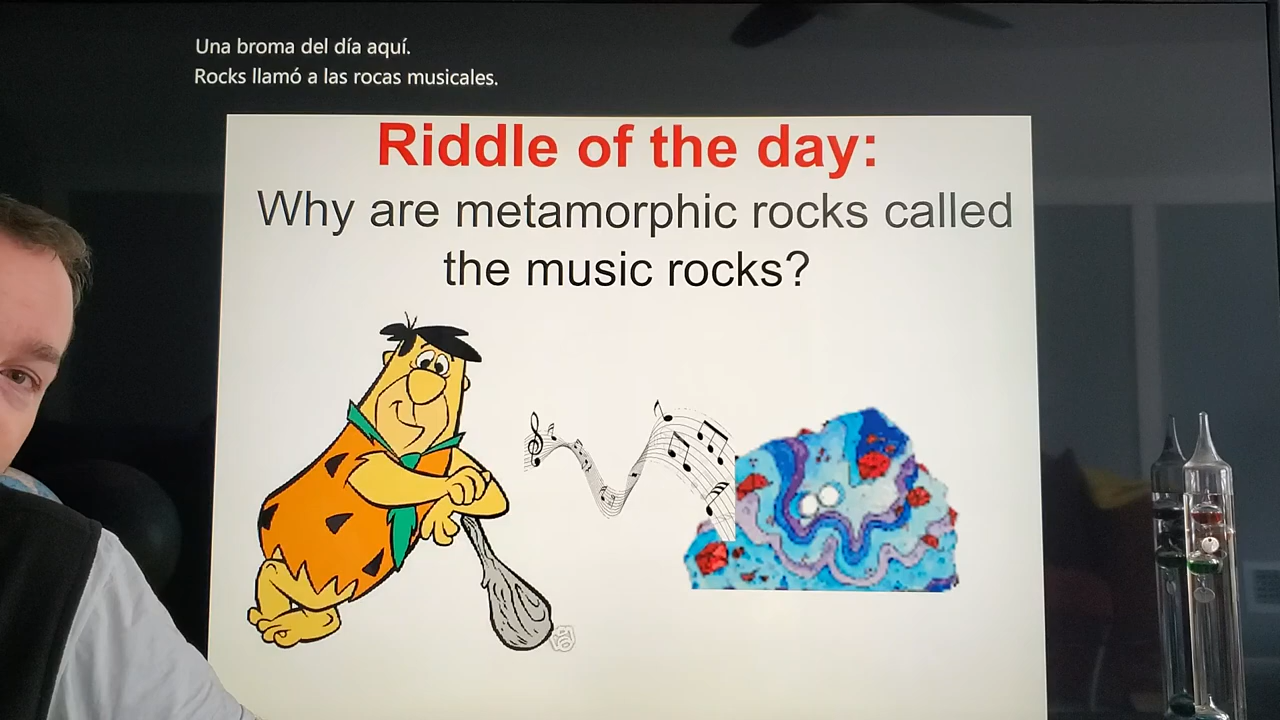 Una broma del día aquí.
Rocks llamó a las rocas musicales.
Riddle of the day:
Why are metamorphic rocks called
the music rocks?